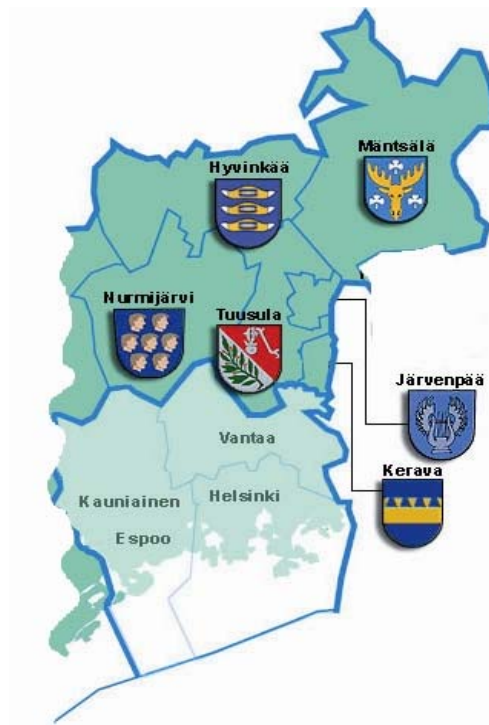 Mäntsälä
Hyvinkää
Nurmijärvi
Tuusula
Järvenpää
Vantaa
Kerava
Kauniainen
Helsinki
Espoo